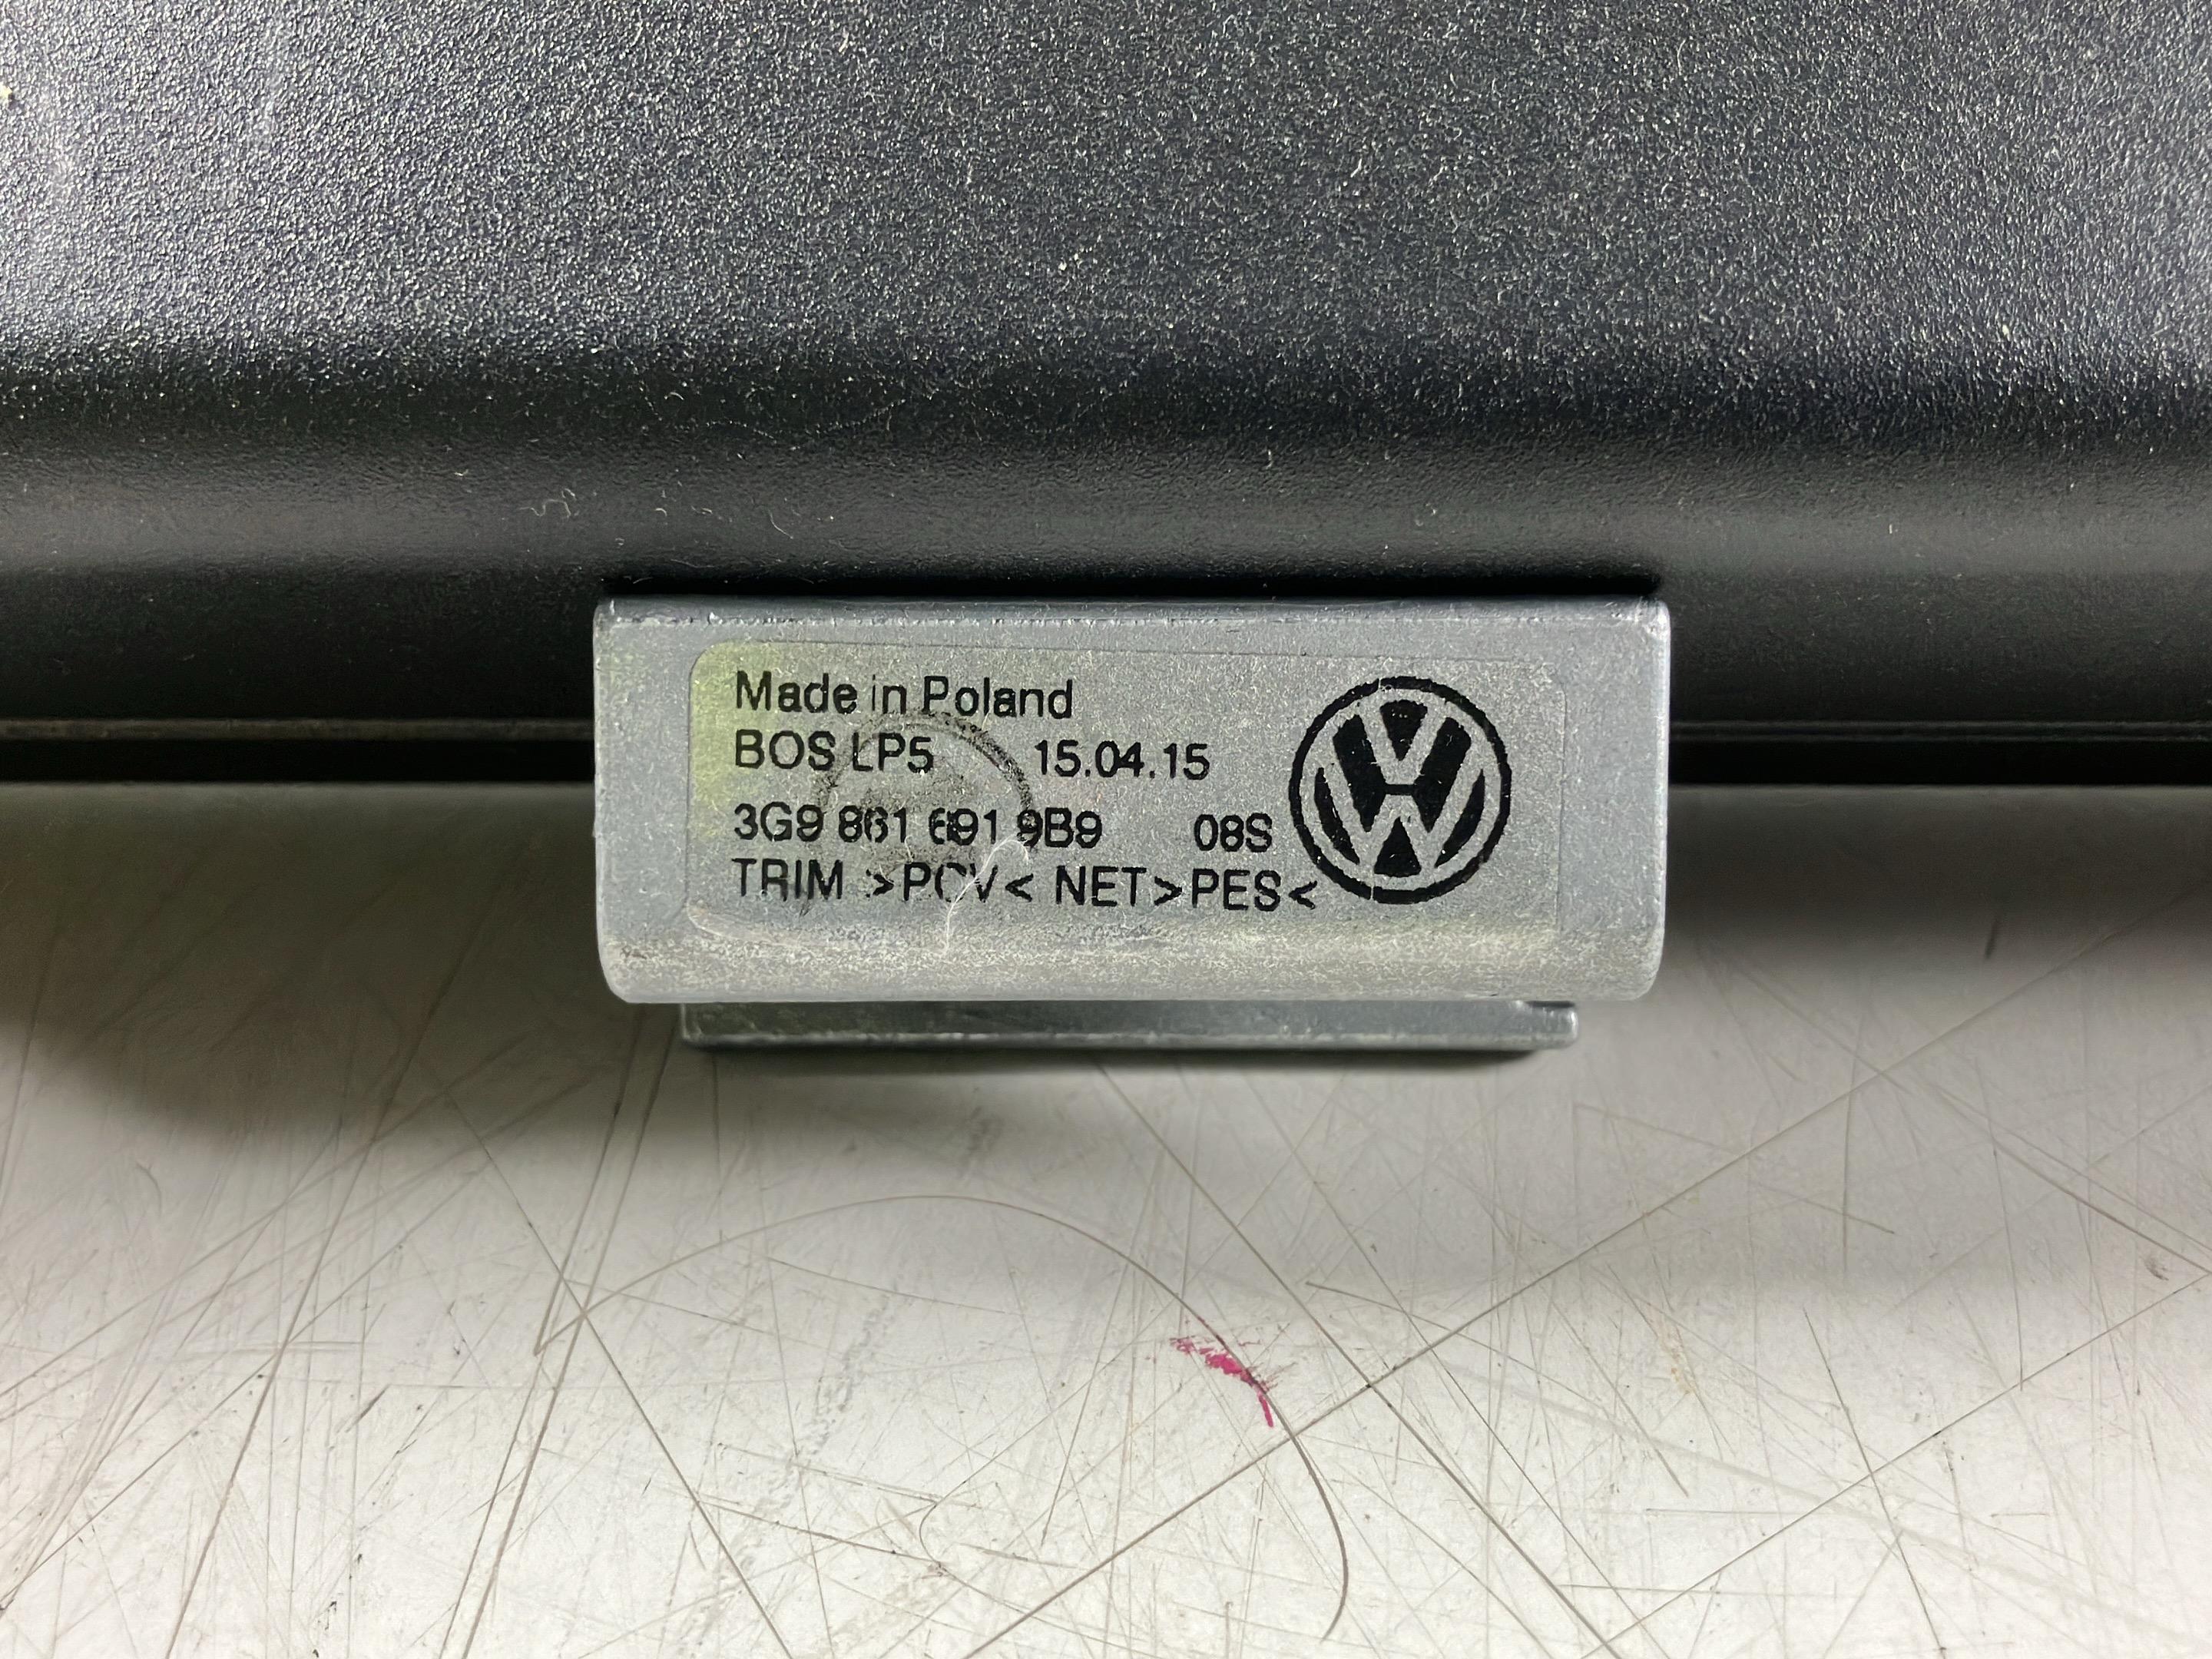 Made in Poland
BOS LP5 15.04.15
3G9 861 691 9B9 08S
TRIM >PCV< NET>PES<